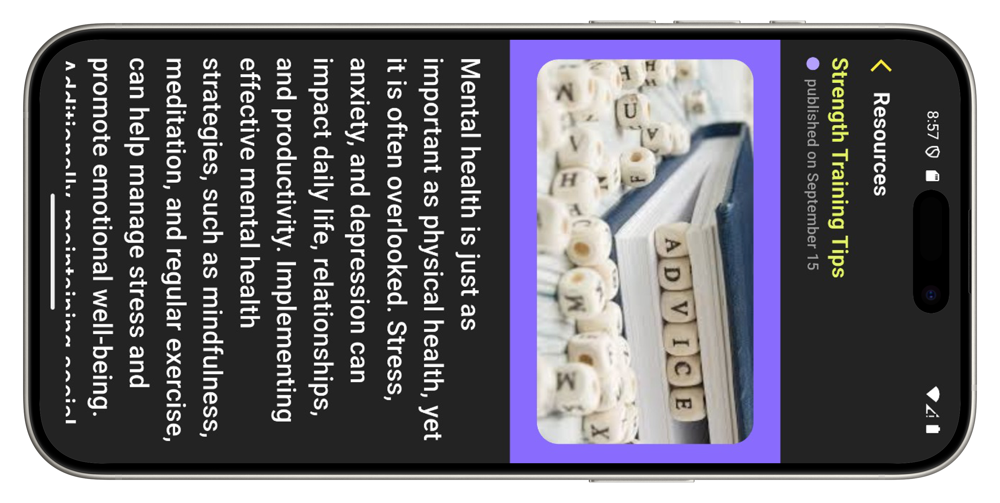 8:57
Resources
Strength Training Tips
published on September 15
ADVICE
Mental health is just as
important as physical health, yet
it is often overlooked. Stress,
anxiety, and depression can
impact daily life, relationships,
and productivity. Implementing
effective mental health
strategies, such as mindfulness,
meditation, and regular exercise,
can help manage stress and
promote emotional well-being.
Additionally, maintaining social